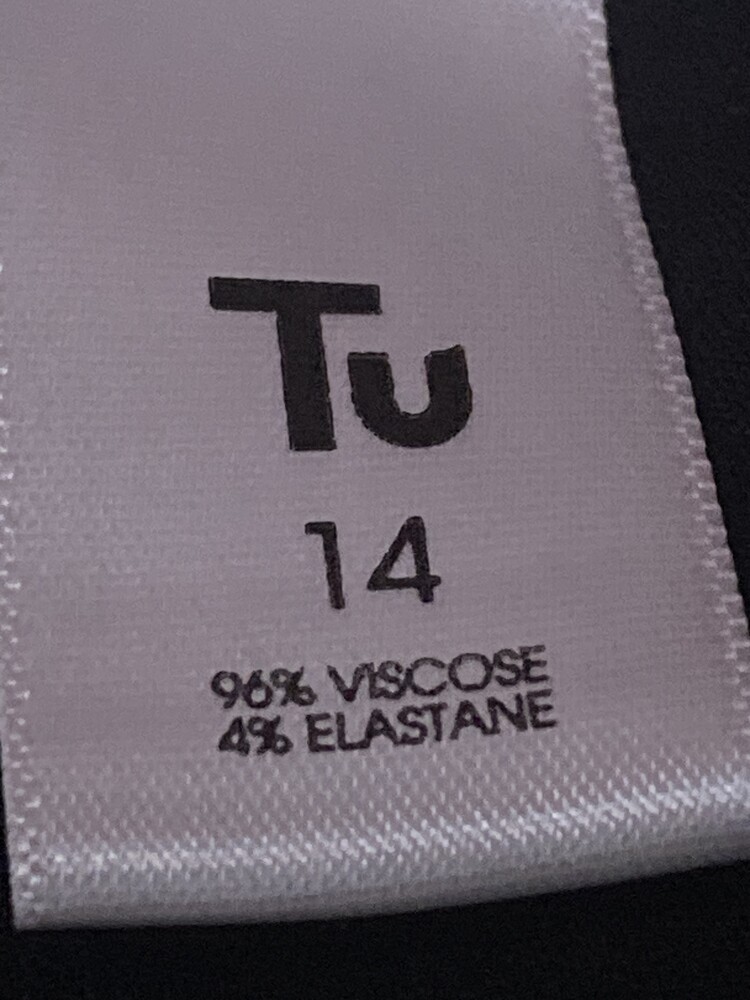 Tu
14
96% VISCOSE
4% ELASTANE